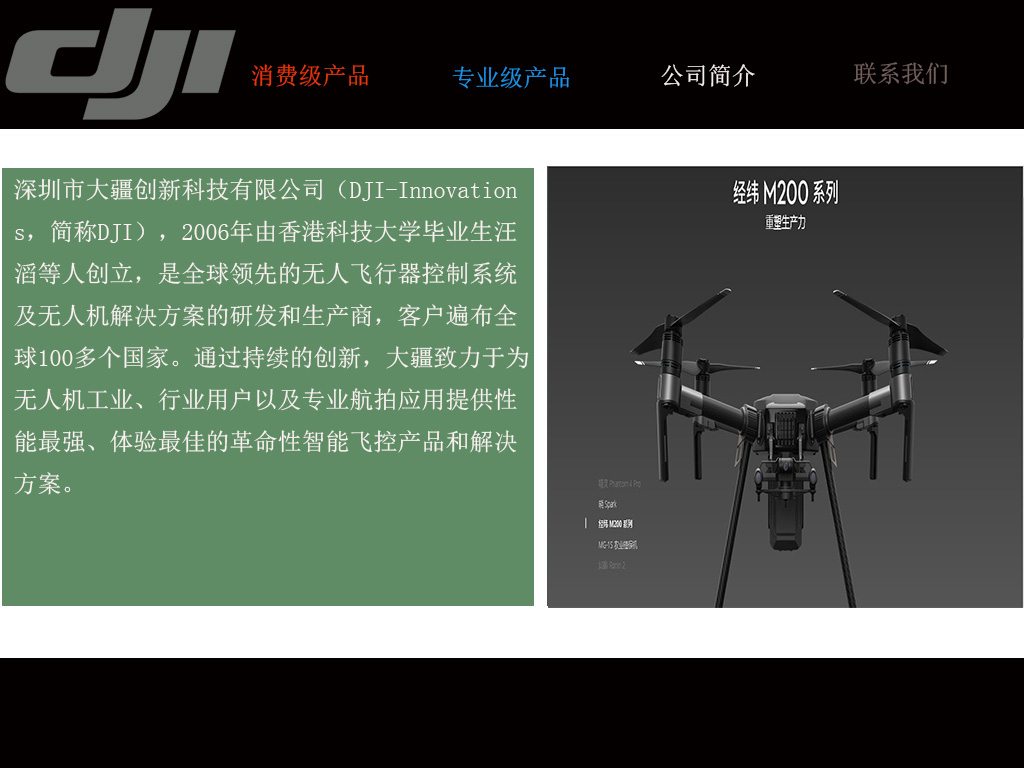 dji
消费级产品
专业级产品
公司简介
联系我们
深圳市大疆创新科技有限公司（DJI-Innovation
s，简称DJI），2006年由香港科技大学毕业生汪
滔等人创立，是全球领先的无人飞行器控制系统
及无人机解决方案的研发和生产商，客户遍布全
球100多个国家。通过持续的创新，大疆致力于为
无人机工业、行业用户以及专业航拍应用提供性
能最强、体验最佳的革命性智能飞控产品和解决
方案。
经纬 M200 系列
重塑生产力
Phantom 4 Pro
晓 Spark
经纬 M200 系列
MG-1S 农业植保机
Ronin 2